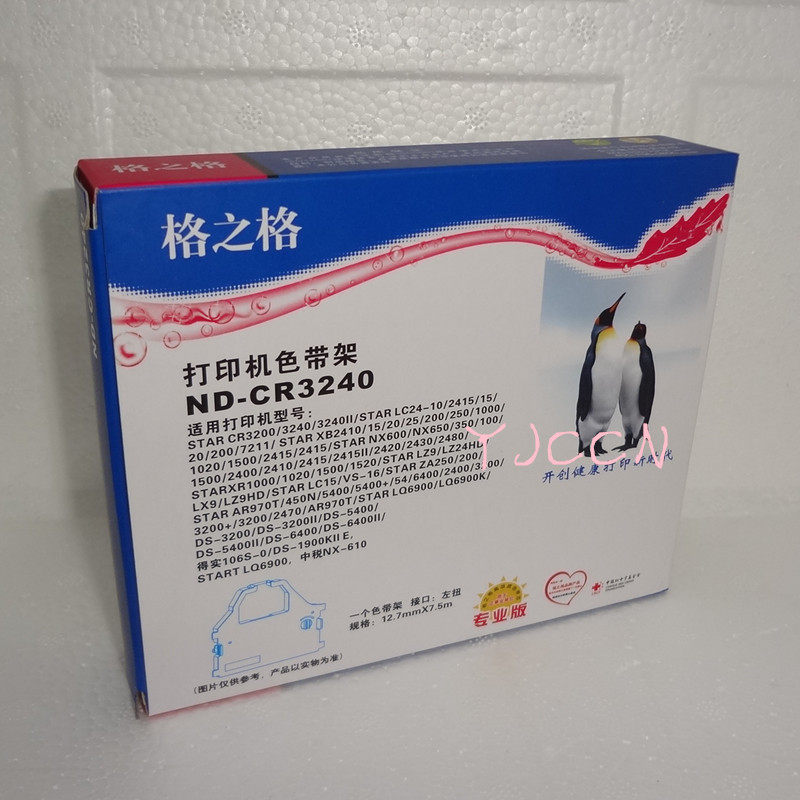 格之格
格之格
打印机色带架
ND-CR3240
适用打印机型号：
STAR CR3200/3240/3240II/STAR LC24-10/2415/15/
20/200/7211/ STAR XB2410/15/20/25/200/250/1000/
1020/1500/2415/2415/STAR NX600/NX650/350/100/
1500/2400/2410/2415/2415II/2420/2430/2480/
STARXR1000/1020/1500/1520/STAR LZ9/LZ24HD/
LX9/LZ9HD/STAR LC15/VS-16/STAR ZA250/200/
STAR AR970T/450N/5400/5400+/54/6400/2400/3200/
3200+/3200/2470/AR970T/STAR LQ6900/LQ6900K/
DS-3200/DS-3200II/DS-5400/
DS-5400II/DS-6400/DS-6400II/
得实106S-0/DS-1900KII E,
START LQ6900，中税NX-610
YJCCN
开创健康打印新时代
一个色带架 接口：左扭
规格：12.7mmX7.5m
专业版
(图片仅供参考，产品以实物为准)